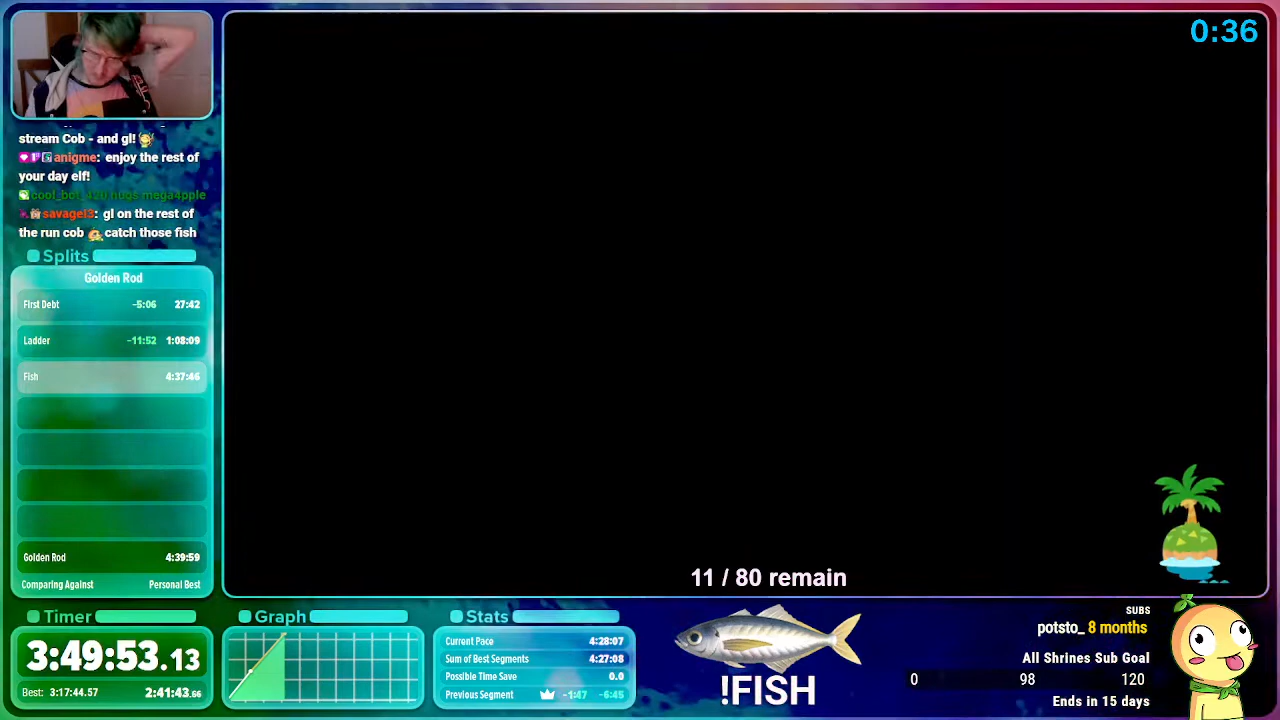 0:36
stream Cob - and gl!
anigme: enjoy the rest of
your day elf!
coof_bot_420 hugs mega4pple
savage13: gl on the rest of
the run cob catch those fish
Splits
Golden Rod
First Debt -5:06 27:42
Ladder -11:52 1:08:09
Fish 4:37:46
Golden Rod 4:39:59
Comparing Against Personal Best
11 / 80 remain
Timer
3:49:53.13
Best: 3:17:44.57 2:41:43.66
Graph
Stats
Current Pace 4:28:07
Sum of Best Segments 4:27:08
Possible Time Save 0.0
Previous Segment -1:47 -6:45
!FISH
SUBS
potsto_ 8 months
All Shrines Sub Goal
0 98 120
Ends in 15 days